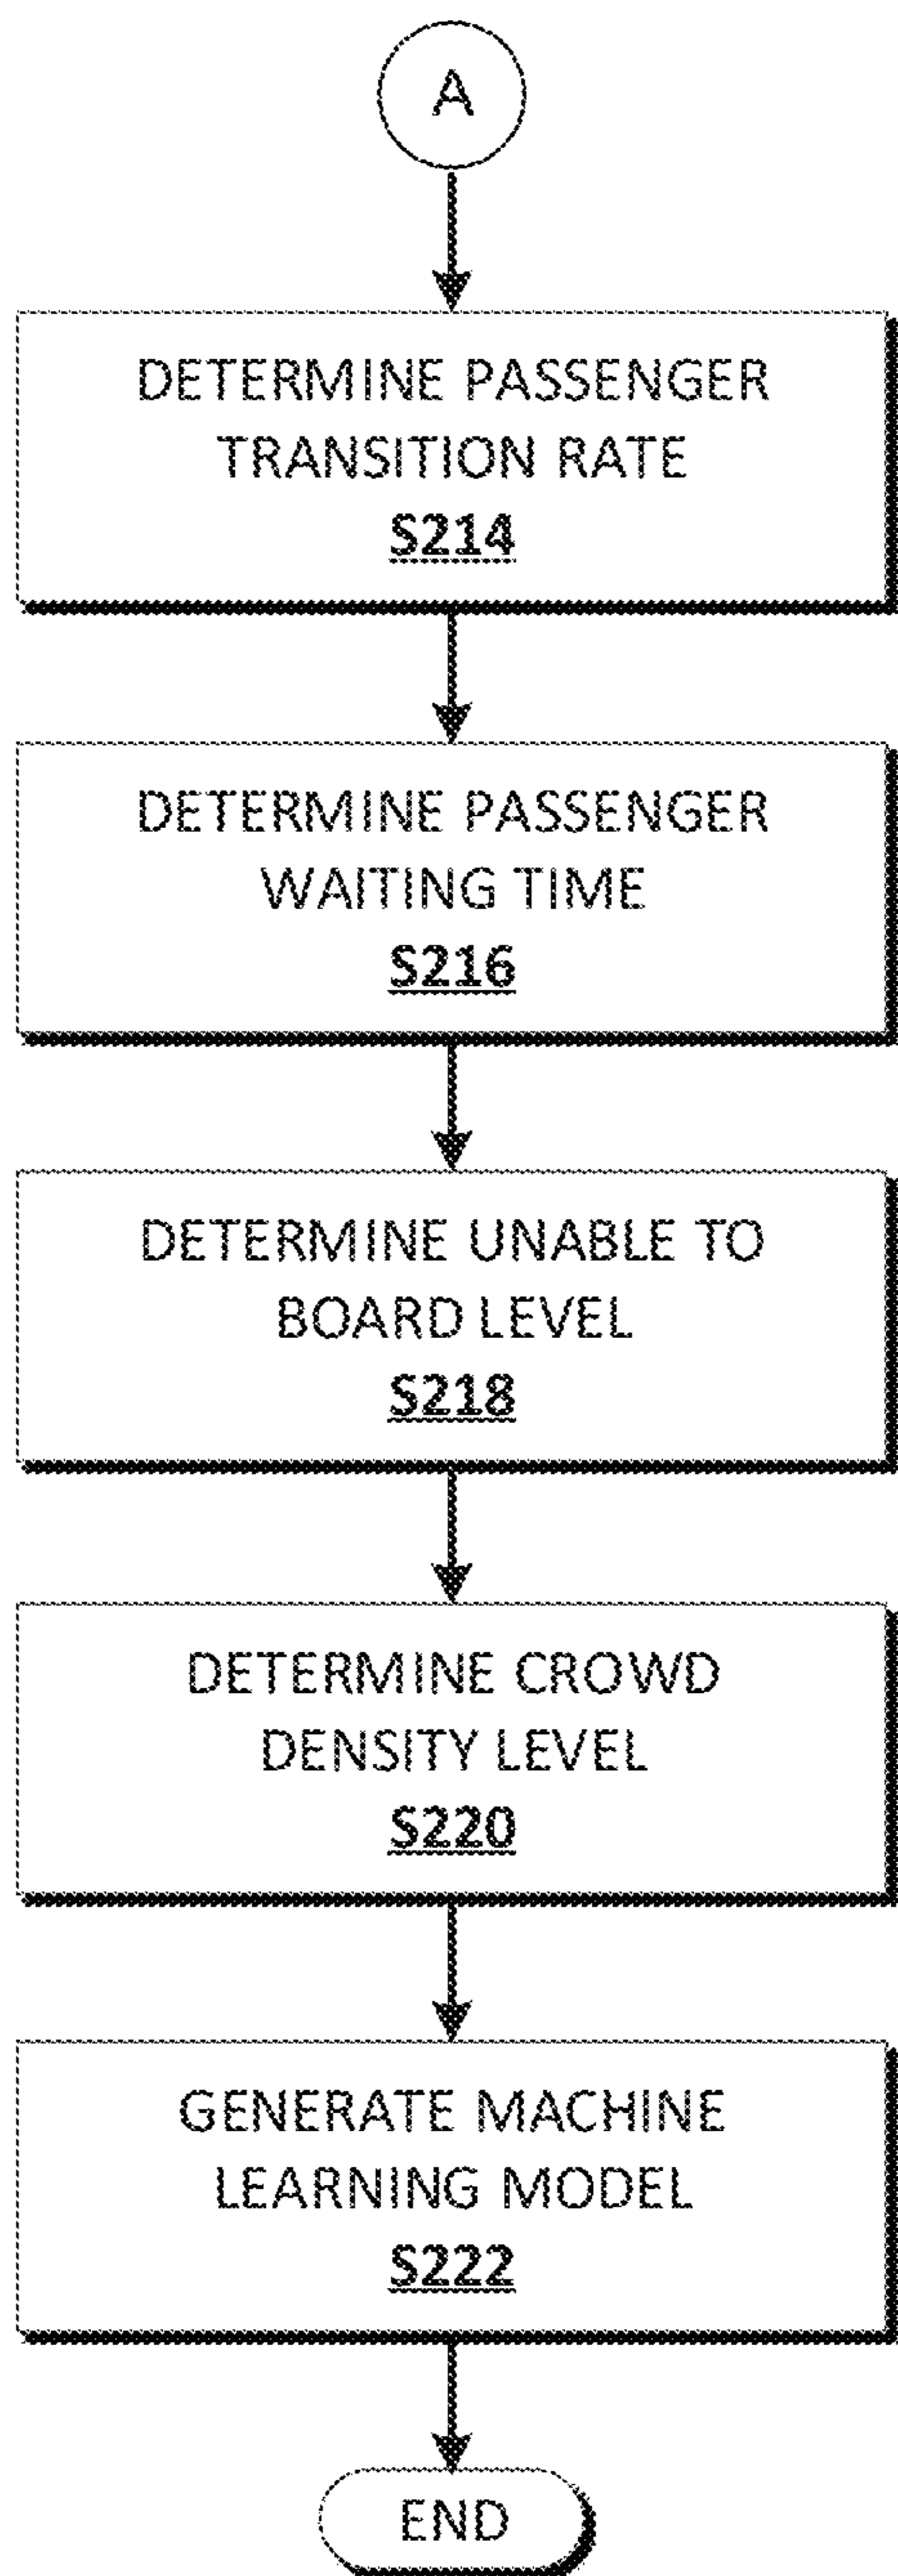 A
DETERMINE PASSENGER
TRANSITION RATE
S214
DETERMINE PASSENGER
WAITING TIME
S216
DETERMINE UNABLE TO
BOARD LEVEL
S218
DETERMINE CROWD
DENSITY LEVEL
S220
GENERATE MACHINE
LEARNING MODEL
S222
END